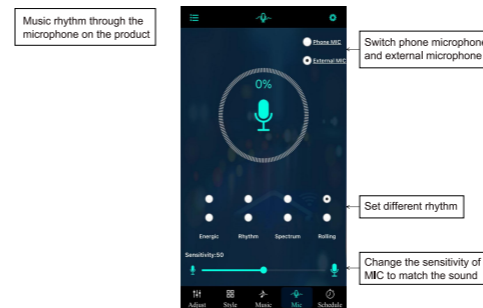 Music rhythm through the
microphone on the product
Phone MIC
External MIC
Switch phone microphone
and external microphone
0%
Set different rhythm
Energic Rhythm Spectrum Rolling
Sensitivity:50
Change the sensitivity of
MIC to match the sound
Adjust Style Music Mic Schedule